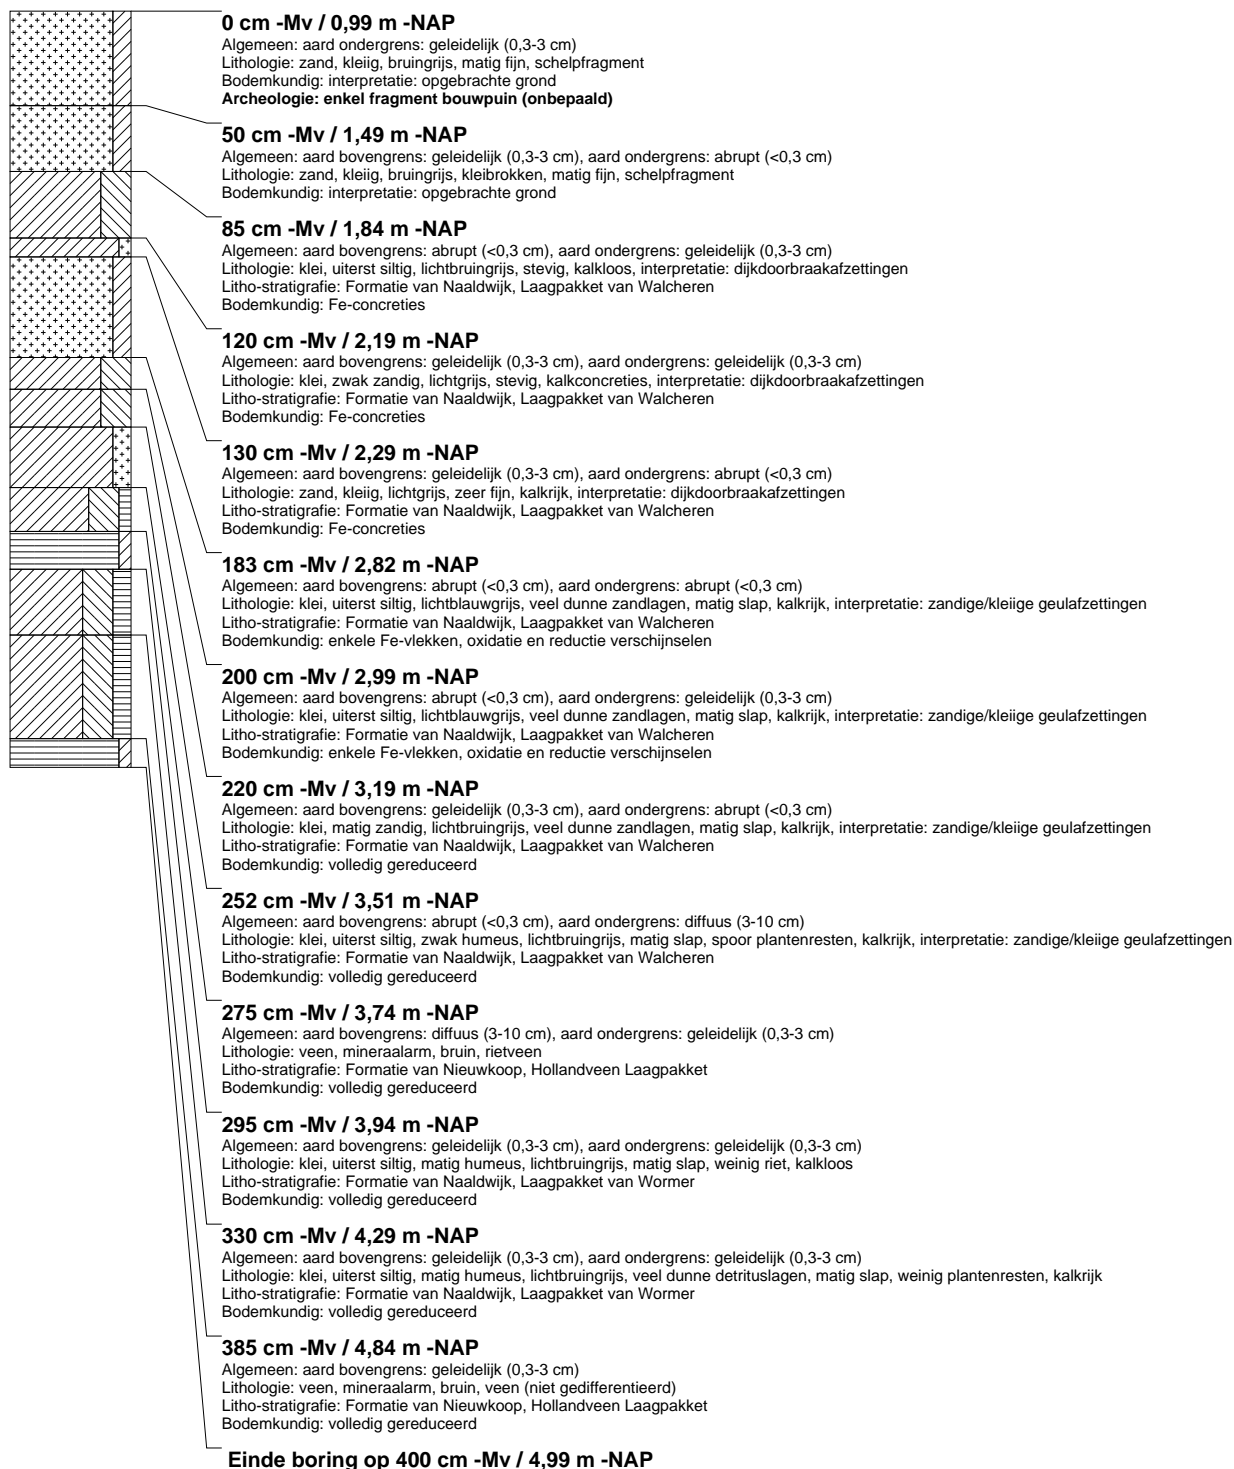 0 cm -Mv / 0,99 m -NAP
Algemeen: aard ondergrens: geleidelijk (0,3-3 cm)
Lithologie: zand, kleiig, bruingrijs, matig fijn, schelpfragment
Bodemkundig: interpretatie: opgebrachte grond
Archeologie: enkel fragment bouwpuin (onbepaald)
50 cm -Mv / 1,49 m -NAP
Algemeen: aard bovengrens: geleidelijk (0,3-3 cm), aard ondergrens: abrupt (<0,3 cm)
Lithologie: zand, kleiig, bruingrijs, kleibrokken, matig fijn, schelpfragment
Bodemkundig: interpretatie: opgebrachte grond
85 cm -Mv / 1,84 m -NAP
Algemeen: aard bovengrens: abrupt (<0,3 cm), aard ondergrens: geleidelijk (0,3-3 cm)
Lithologie: klei, uiterst siltig, lichtbruingrijs, stevig, kalkloos, interpretatie: dijkdoorbraakafzettingen
Litho-stratigrafie: Formatie van Naaldwijk, Laagpakket van Walcheren
Bodemkundig: Fe-concreties
120 cm -Mv / 2,19 m -NAP
Algemeen: aard bovengrens: geleidelijk (0,3-3 cm), aard ondergrens: geleidelijk (0,3-3 cm)
Lithologie: klei, zwak zandig, lichtgrijs, stevig, kalkconcreties, interpretatie: dijkdoorbraakafzettingen
Litho-stratigrafie: Formatie van Naaldwijk, Laagpakket van Walcheren
Bodemkundig: Fe-concreties
130 cm -Mv / 2,29 m -NAP
Algemeen: aard bovengrens: geleidelijk (0,3-3 cm), aard ondergrens: abrupt (<0,3 cm)
Lithologie: zand, kleiig, lichtgrijs, zeer fijn, kalkrijk, interpretatie: dijkdoorbraakafzettingen
Litho-stratigrafie: Formatie van Naaldwijk, Laagpakket van Walcheren
Bodemkundig: Fe-concreties
183 cm -Mv / 2,82 m -NAP
Algemeen: aard bovengrens: abrupt (<0,3 cm), aard ondergrens: abrupt (<0,3 cm)
Lithologie: klei, uiterst siltig, lichtblauwgrijs, veel dunne zandlagen, matig slap, kalkrijk, interpretatie: zandige/kleiige geulafzettingen
Litho-stratigrafie: Formatie van Naaldwijk, Laagpakket van Walcheren
Bodemkundig: enkele Fe-vlekken, oxidatie en reductie verschijnselen
200 cm -Mv / 2,99 m -NAP
Algemeen: aard bovengrens: abrupt (<0,3 cm), aard ondergrens: geleidelijk (0,3-3 cm)
Lithologie: klei, uiterst siltig, lichtblauwgrijs, veel dunne zandlagen, matig slap, kalkrijk, interpretatie: zandige/kleiige geulafzettingen
Litho-stratigrafie: Formatie van Naaldwijk, Laagpakket van Walcheren
Bodemkundig: enkele Fe-vlekken, oxidatie en reductie verschijnselen
220 cm -Mv / 3,19 m -NAP
Algemeen: aard bovengrens: geleidelijk (0,3-3 cm), aard ondergrens: abrupt (<0,3 cm)
Lithologie: klei, matig zandig, lichtbruingrijs, veel dunne zandlagen, matig slap, kalkrijk, interpretatie: zandige/kleiige geulafzettingen
Litho-stratigrafie: Formatie van Naaldwijk, Laagpakket van Walcheren
Bodemkundig: volledig gereduceerd
252 cm -Mv / 3,51 m -NAP
Algemeen: aard bovengrens: abrupt (<0,3 cm), aard ondergrens: diffuus (3-10 cm)
Lithologie: klei, uiterst siltig, zwak humeus, lichtbruingrijs, matig slap, spoor plantenresten, kalkrijk, interpretatie: zandige/kleiige geulafzettingen
Litho-stratigrafie: Formatie van Naaldwijk, Laagpakket van Walcheren
Bodemkundig: volledig gereduceerd
275 cm -Mv / 3,74 m -NAP
Algemeen: aard bovengrens: diffuus (3-10 cm), aard ondergrens: geleidelijk (0,3-3 cm)
Lithologie: veen, mineraalarm, bruin, rietveen
Litho-stratigrafie: Formatie van Nieuwkoop, Hollandveen Laagpakket
Bodemkundig: volledig gereduceerd
295 cm -Mv / 3,94 m -NAP
Algemeen: aard bovengrens: geleidelijk (0,3-3 cm), aard ondergrens: geleidelijk (0,3-3 cm)
Lithologie: klei, uiterst siltig, matig humeus, lichtbruingrijs, matig slap, weinig riet, kalkloos
Litho-stratigrafie: Formatie van Naaldwijk, Laagpakket van Wormer
Bodemkundig: volledig gereduceerd
330 cm -Mv / 4,29 m -NAP
Algemeen: aard bovengrens: geleidelijk (0,3-3 cm), aard ondergrens: geleidelijk (0,3-3 cm)
Lithologie: klei, uiterst siltig, matig humeus, lichtbruingrijs, veel dunne detrituslagen, matig slap, weinig plantenresten, kalkrijk
Litho-stratigrafie: Formatie van Naaldwijk, Laagpakket van Wormer
Bodemkundig: volledig gereduceerd
385 cm -Mv / 4,84 m -NAP
Algemeen: aard bovengrens: geleidelijk (0,3-3 cm)
Lithologie: veen, mineraalarm, bruin, veen (niet gedifferentieerd)
Litho-stratigrafie: Formatie van Nieuwkoop, Hollandveen Laagpakket
Bodemkundig: volledig gereduceerd
Einde boring op 400 cm -Mv / 4,99 m -NAP